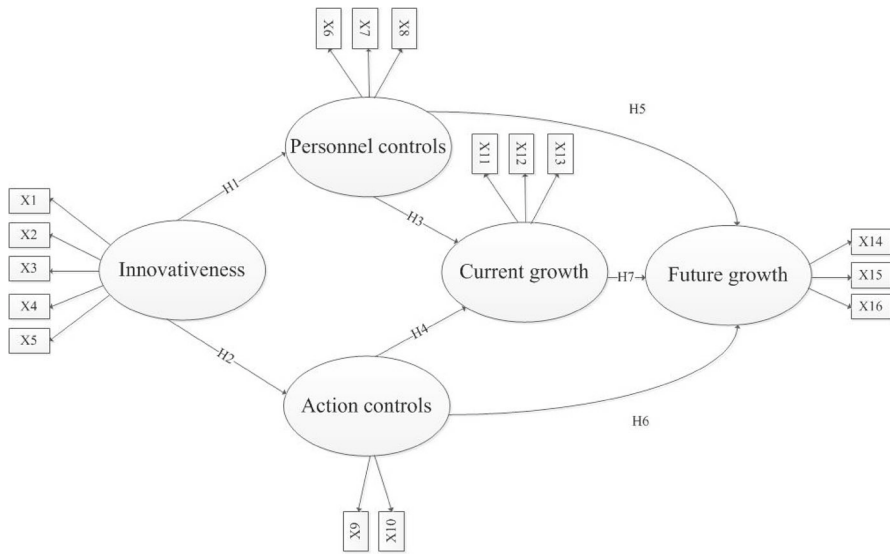 X6
X7
X8
Personnel controls
H5
X11
X12
X13
H1
H3
X1
X2
X3
X4
X5
Innovativeness
Current growth
H7
Future growth
X14
X15
X16
H2
H4
Action controls
H6
X9
X10